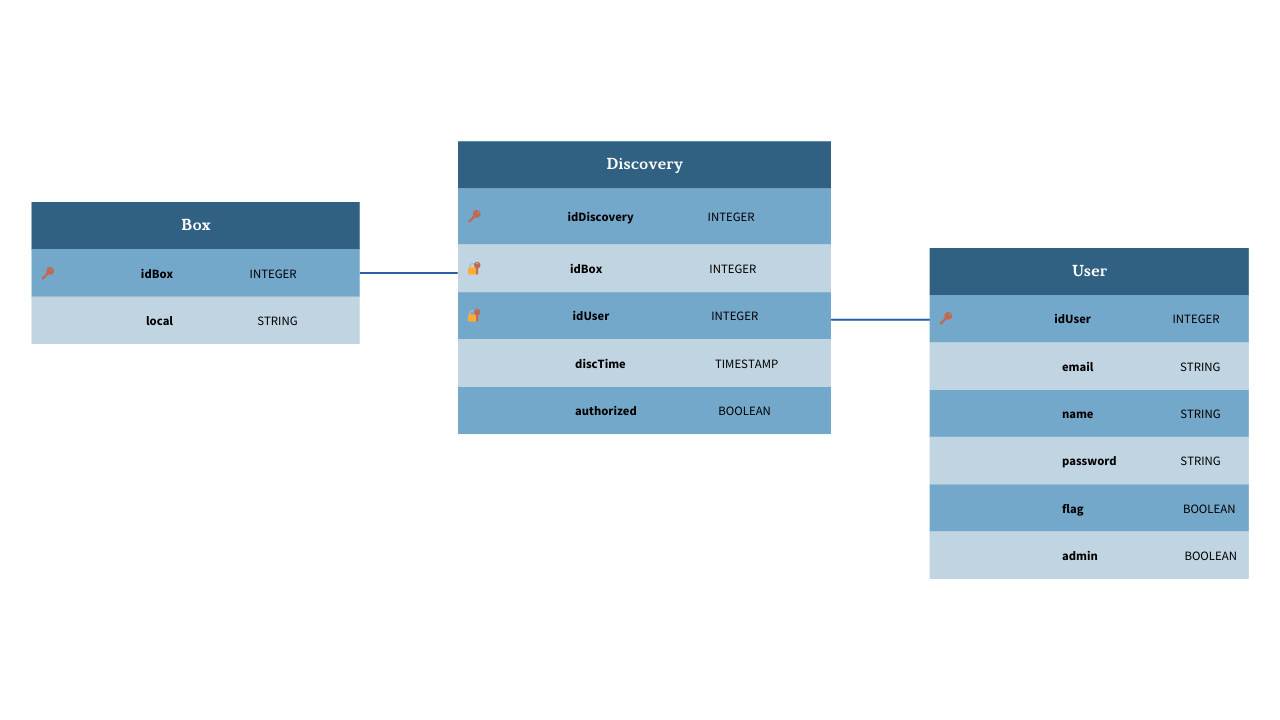 Box
idBox INTEGER
local STRING
Discovery
idDiscovery INTEGER
idBox INTEGER
idUser INTEGER
discTime TIMESTAMP
authorized BOOLEAN
User
idUser INTEGER
email STRING
name STRING
password STRING
flag BOOLEAN
admin BOOLEAN